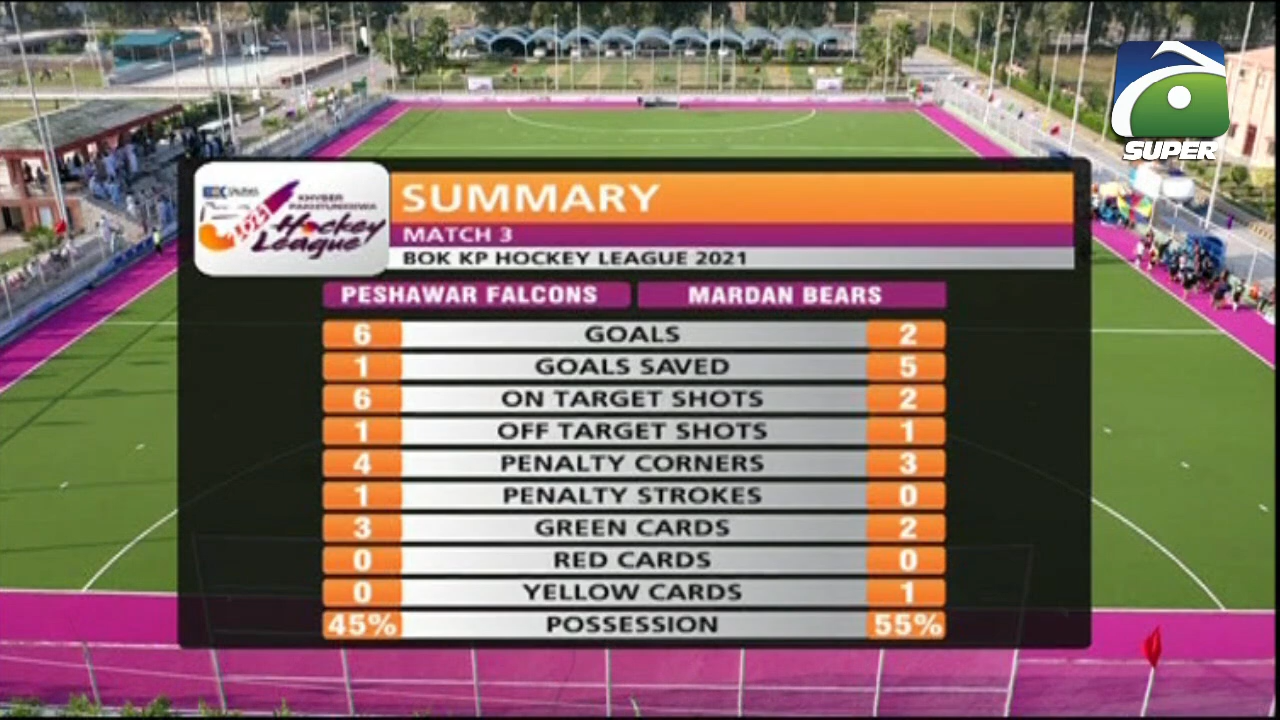 SUPER
KHYBER
PAKHTUNKHWA
2021
Hockey
League
SUMMARY
MATCH 3
BOK KP HOCKEY LEAGUE 2021
PESHAWAR FALCONS MARDAN BEARS
6 GOALS 2
1 GOALS SAVED 5
6 ON TARGET SHOTS 2
1 OFF TARGET SHOTS 1
4 PENALTY CORNERS 3
1 PENALTY STROKES 0
3 GREEN CARDS 2
0 RED CARDS 0
0 YELLOW CARDS 1
45% POSSESSION 55%